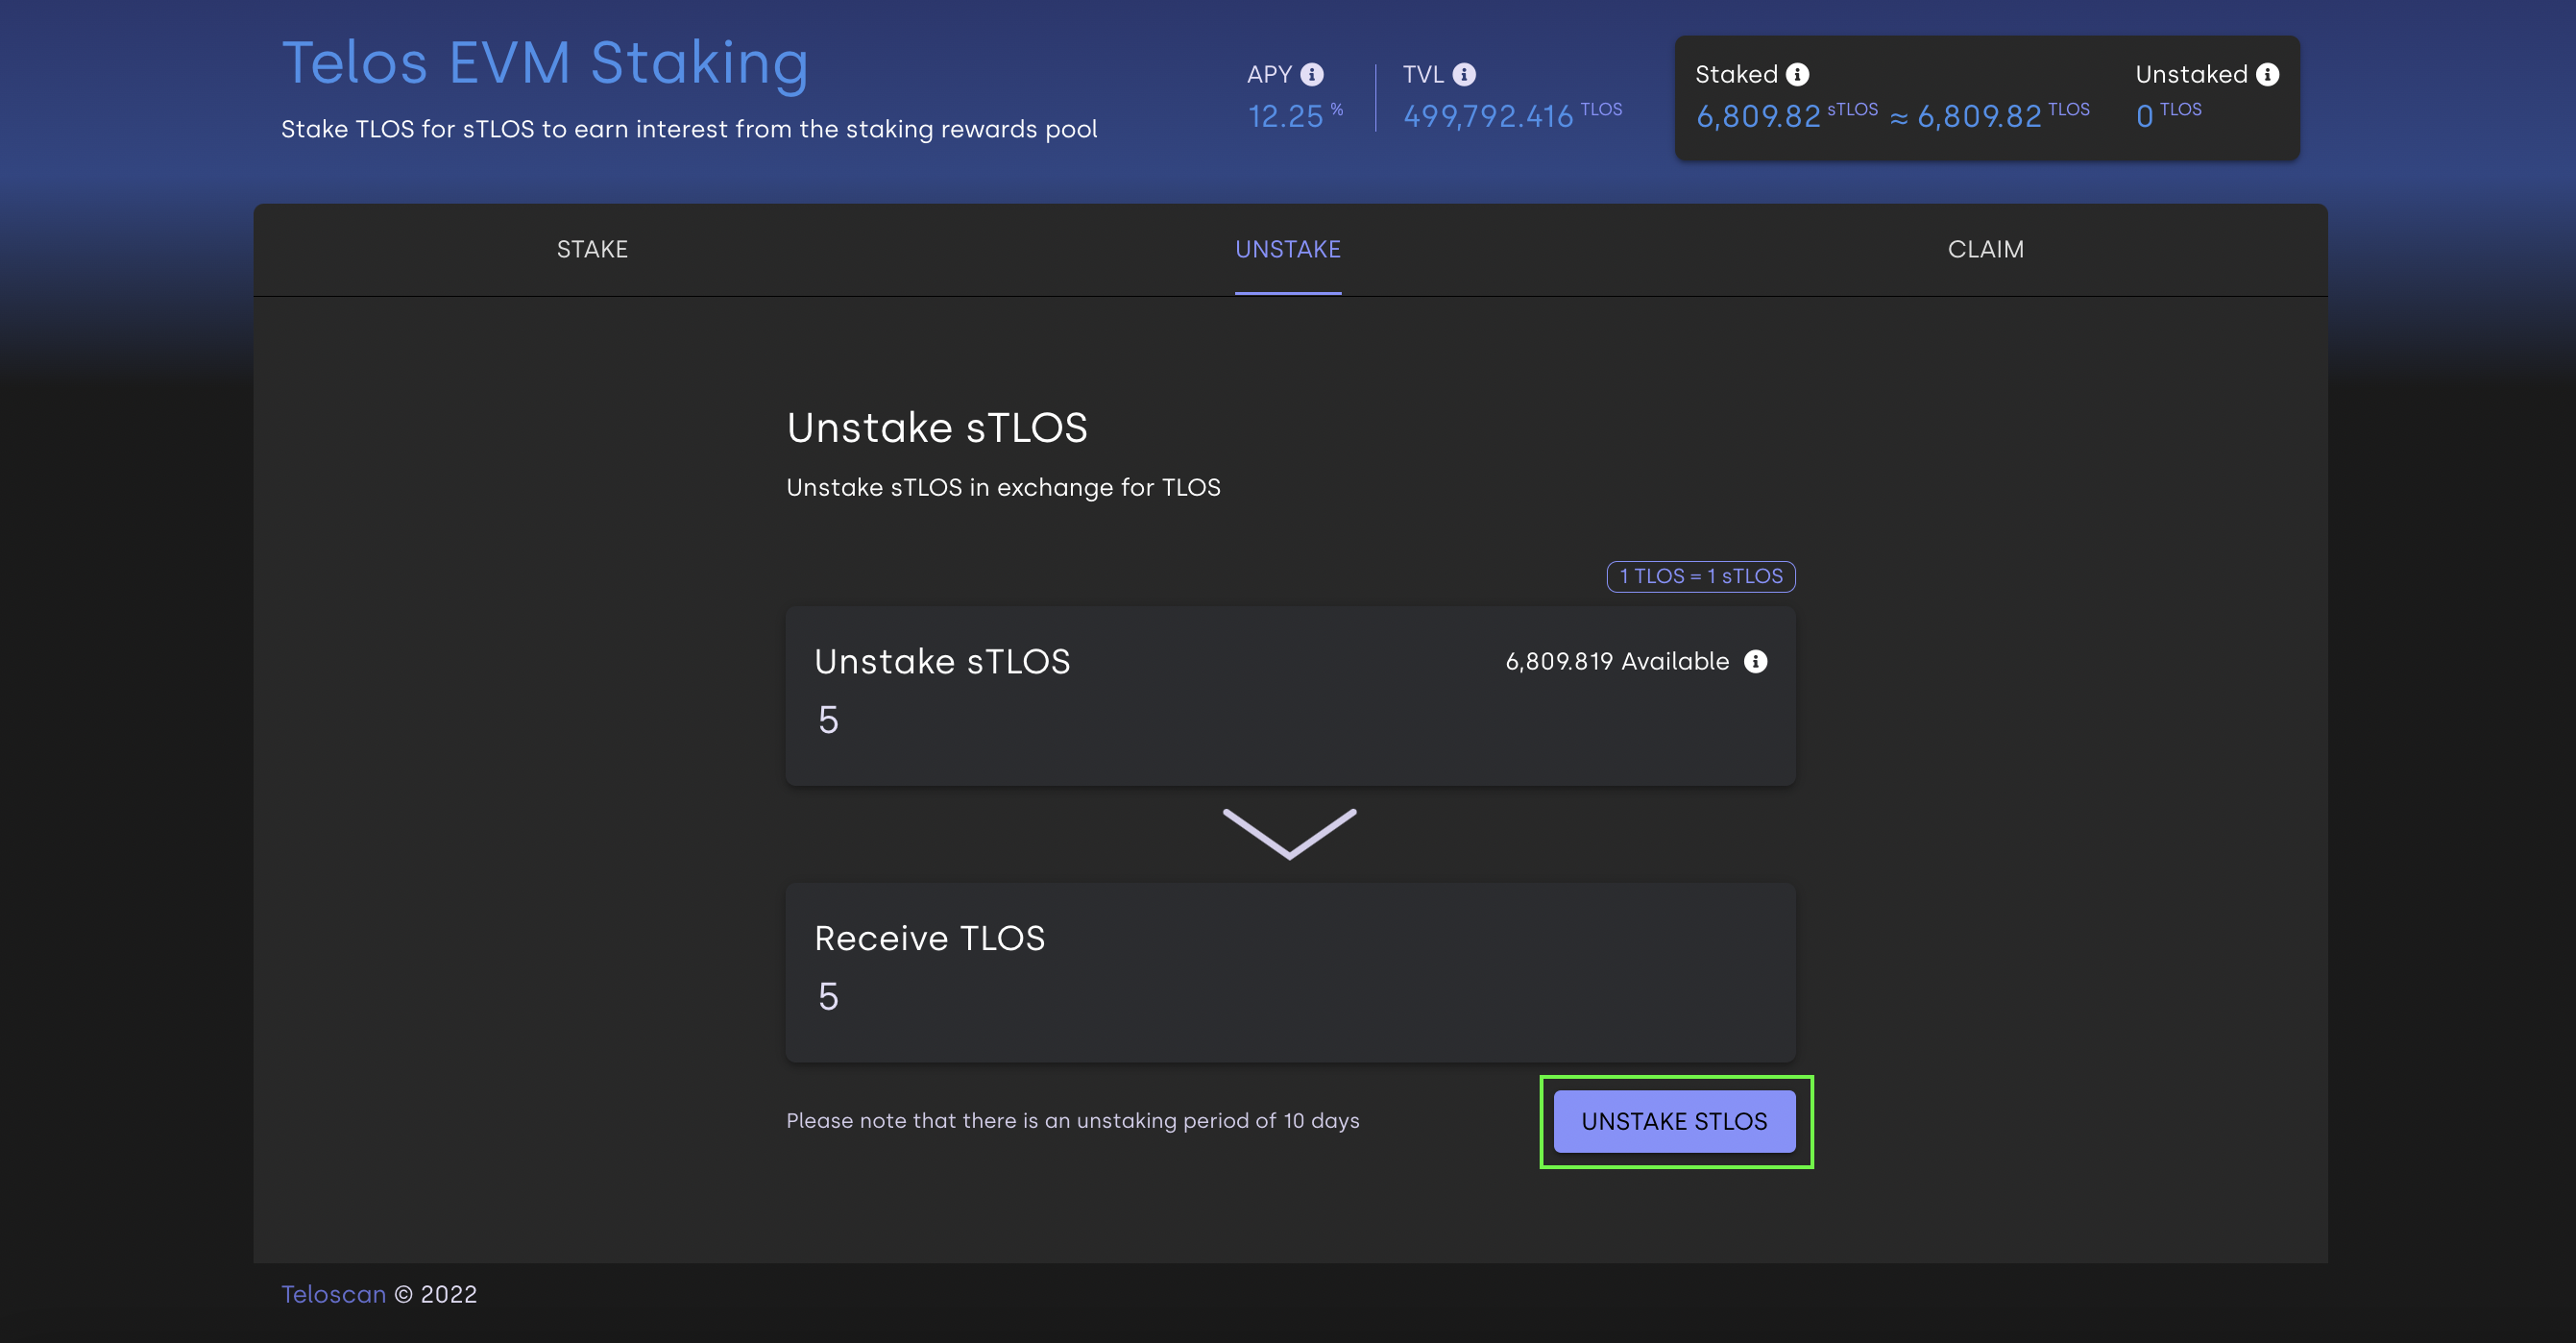 Telos EVM Staking
Stake TLOS for sTLOS to earn interest from the staking rewards pool
APY
12.25 %
TVL
499,792.416 TLOS
Staked
6,809.82 sTLOS ≈ 6,809.82 TLOS
Unstaked
0 TLOS
STAKE
UNSTAKE
CLAIM
Unstake sTLOS
Unstake sTLOS in exchange for TLOS
1 TLOS = 1 sTLOS
Unstake sTLOS
6,809.819 Available
5
Receive TLOS
5
Please note that there is an unstaking period of 10 days
UNSTAKE STLOS
Teloscan © 2022